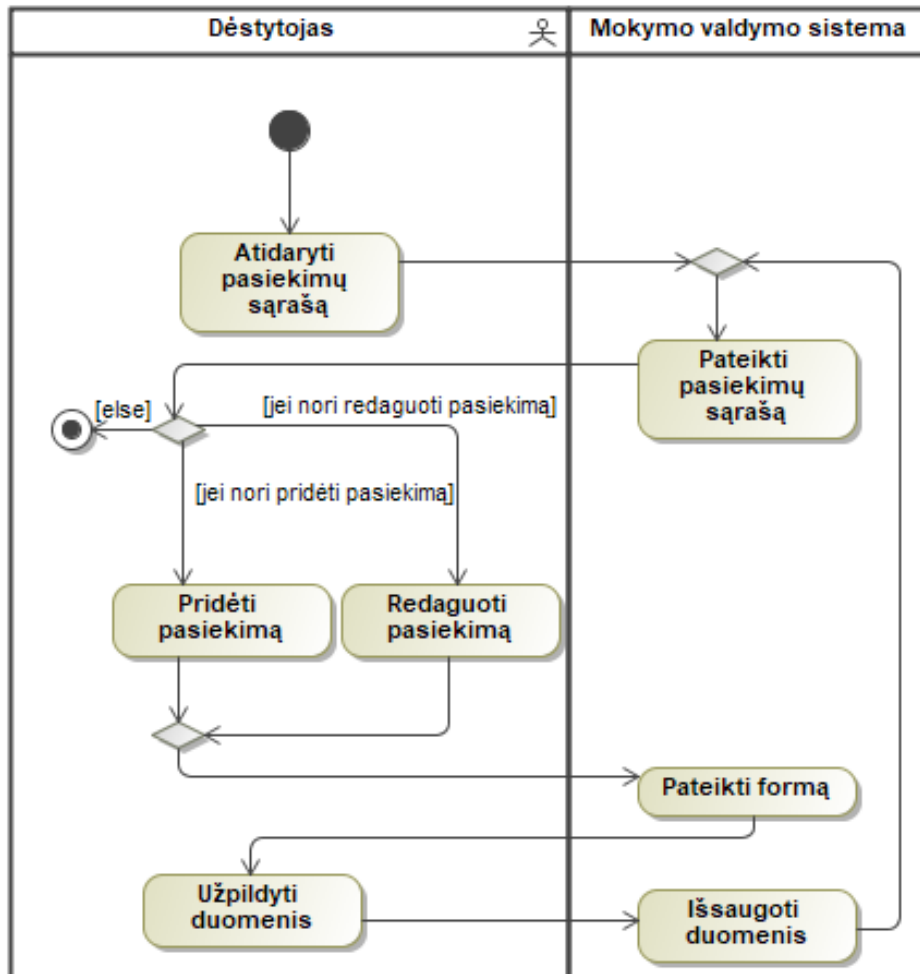 Dėstytojas
Mokymo valdymo sistema
Atidaryti
pasiekimų
sąrašą
Pateikti
pasiekimų
sąrašą
[else]
[jei nori redaguoti pasiekimą]
[jei nori pridėti pasiekimą]
Pridėti
pasiekimą
Redaguoti
pasiekimą
Pateikti formą
Užpildyti
duomenis
Išsaugoti
duomenis